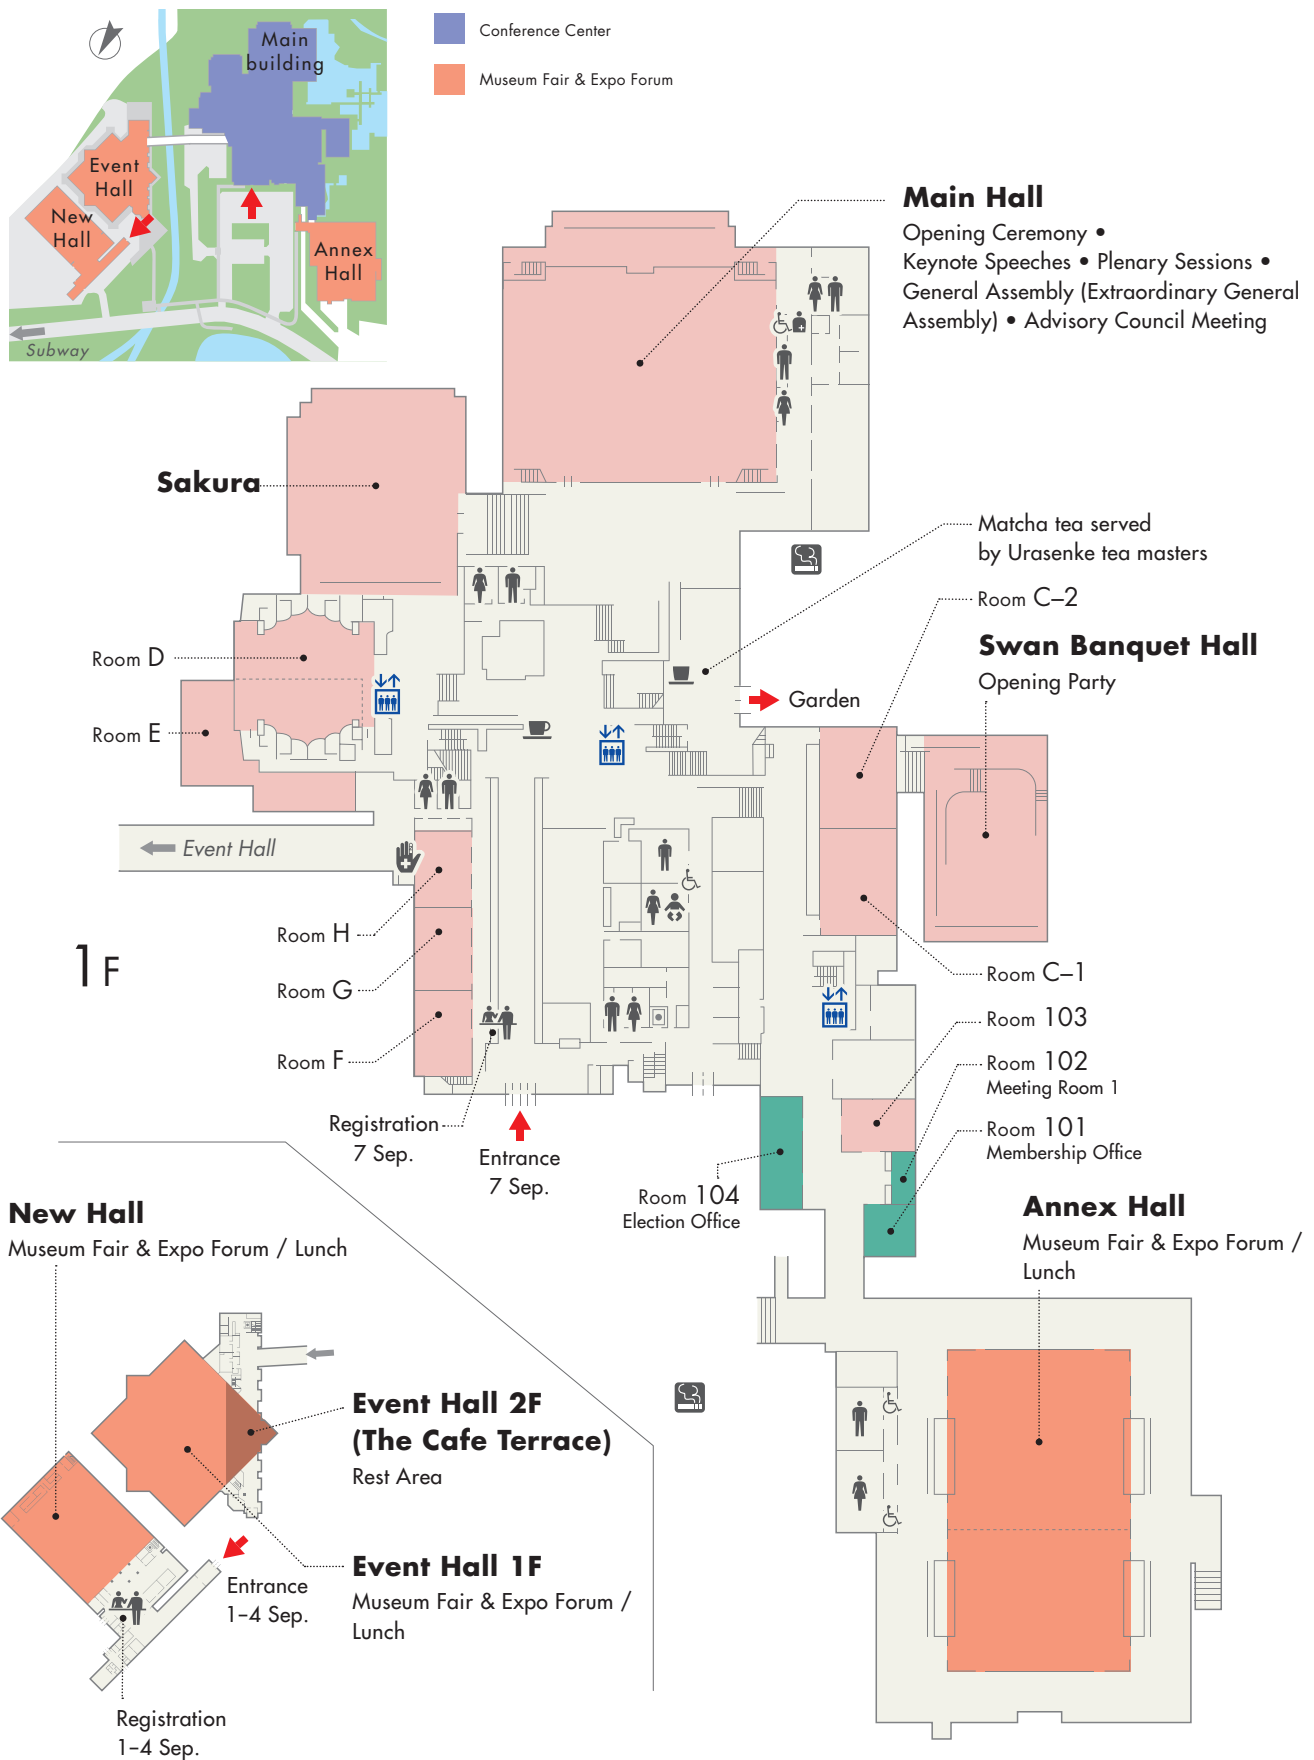 Main
building
Event
Hall
New
Hall
Annex
Hall
Subway
Conference Center
Museum Fair & Expo Forum
Main Hall
Opening Ceremony •
Keynote Speeches • Plenary Sessions •
General Assembly (Extraordinary General
Assembly) • Advisory Council Meeting
Sakura
Matcha tea served
by Urasenke tea masters
Room C–2
Swan Banquet Hall
Opening Party
Room D
Room E
Garden
Event Hall
Room H
Room G
Room F
1F
Room C–1
Room 103
Room 102
Meeting Room 1
Room 101
Membership Office
Registration
7 Sep.
Entrance
7 Sep.
Room 104
Election Office
Annex Hall
Museum Fair & Expo Forum /
Lunch
New Hall
Museum Fair & Expo Forum / Lunch
Event Hall 2F
(The Cafe Terrace)
Rest Area
Event Hall 1F
Museum Fair & Expo Forum /
Lunch
Entrance
1–4 Sep.
Registration
1–4 Sep.